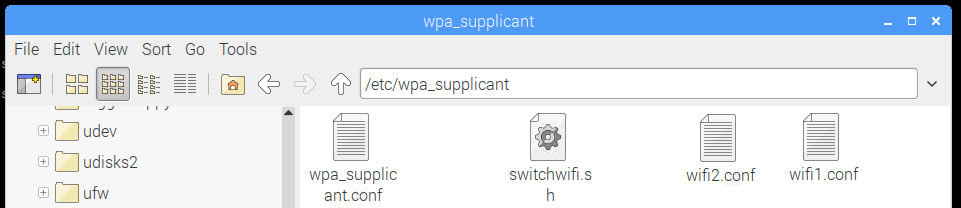 wpa_supplicant
File Edit View Sort Go Tools
/etc/wpa_supplicant
udev
udisks2
ufw
wpa_supplic
ant.conf
switchwifi.s
h
wifi2.conf
wifi1.conf